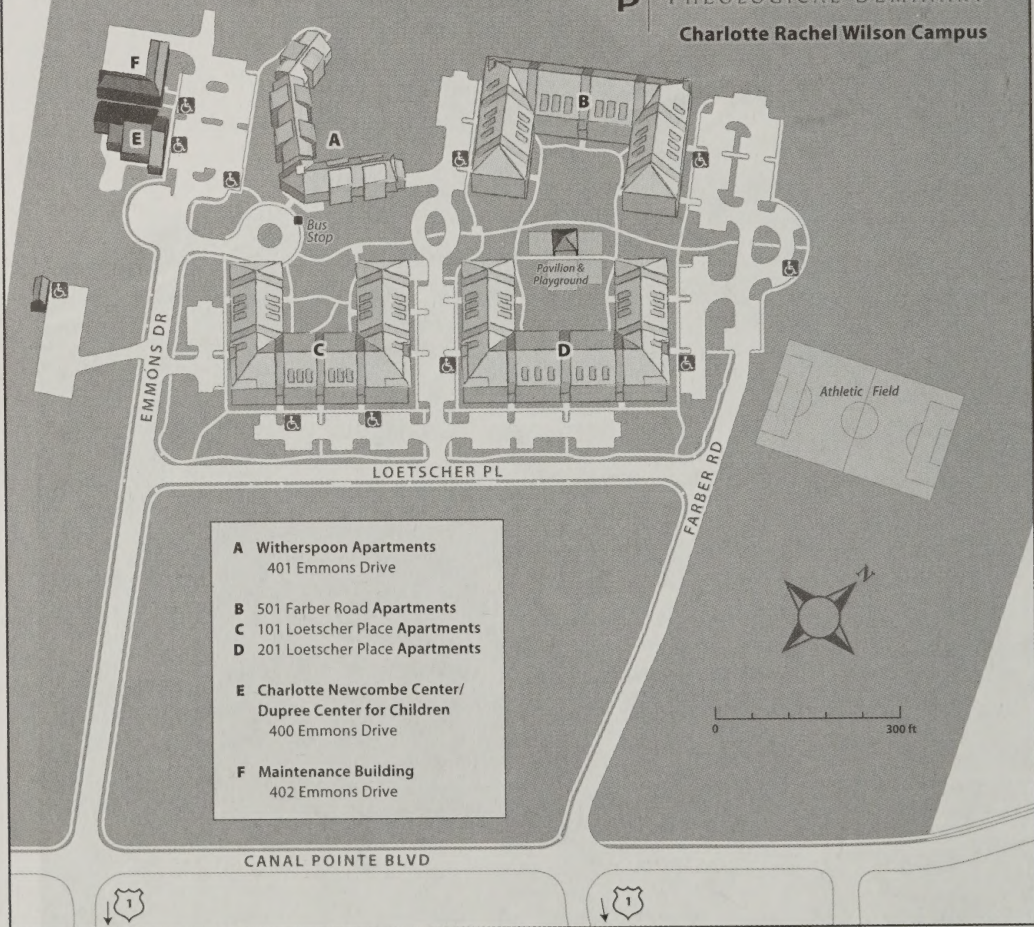 Charlotte Rachel Wilson Campus
F
E
A
B
Bus
Stop
Pavilion &
Playground
EMMONS DR
C
D
Athletic Field
LOETSCHER PL
FARBER RD
A Witherspoon Apartments
401 Emmons Drive
B 501 Farber Road Apartments
C 101 Loetscher Place Apartments
D 201 Loetscher Place Apartments
E Charlotte Newcombe Center/
Dupree Center for Children
400 Emmons Drive
F Maintenance Building
402 Emmons Drive
N
0 300 ft
CANAL POINTE BLVD
1
1